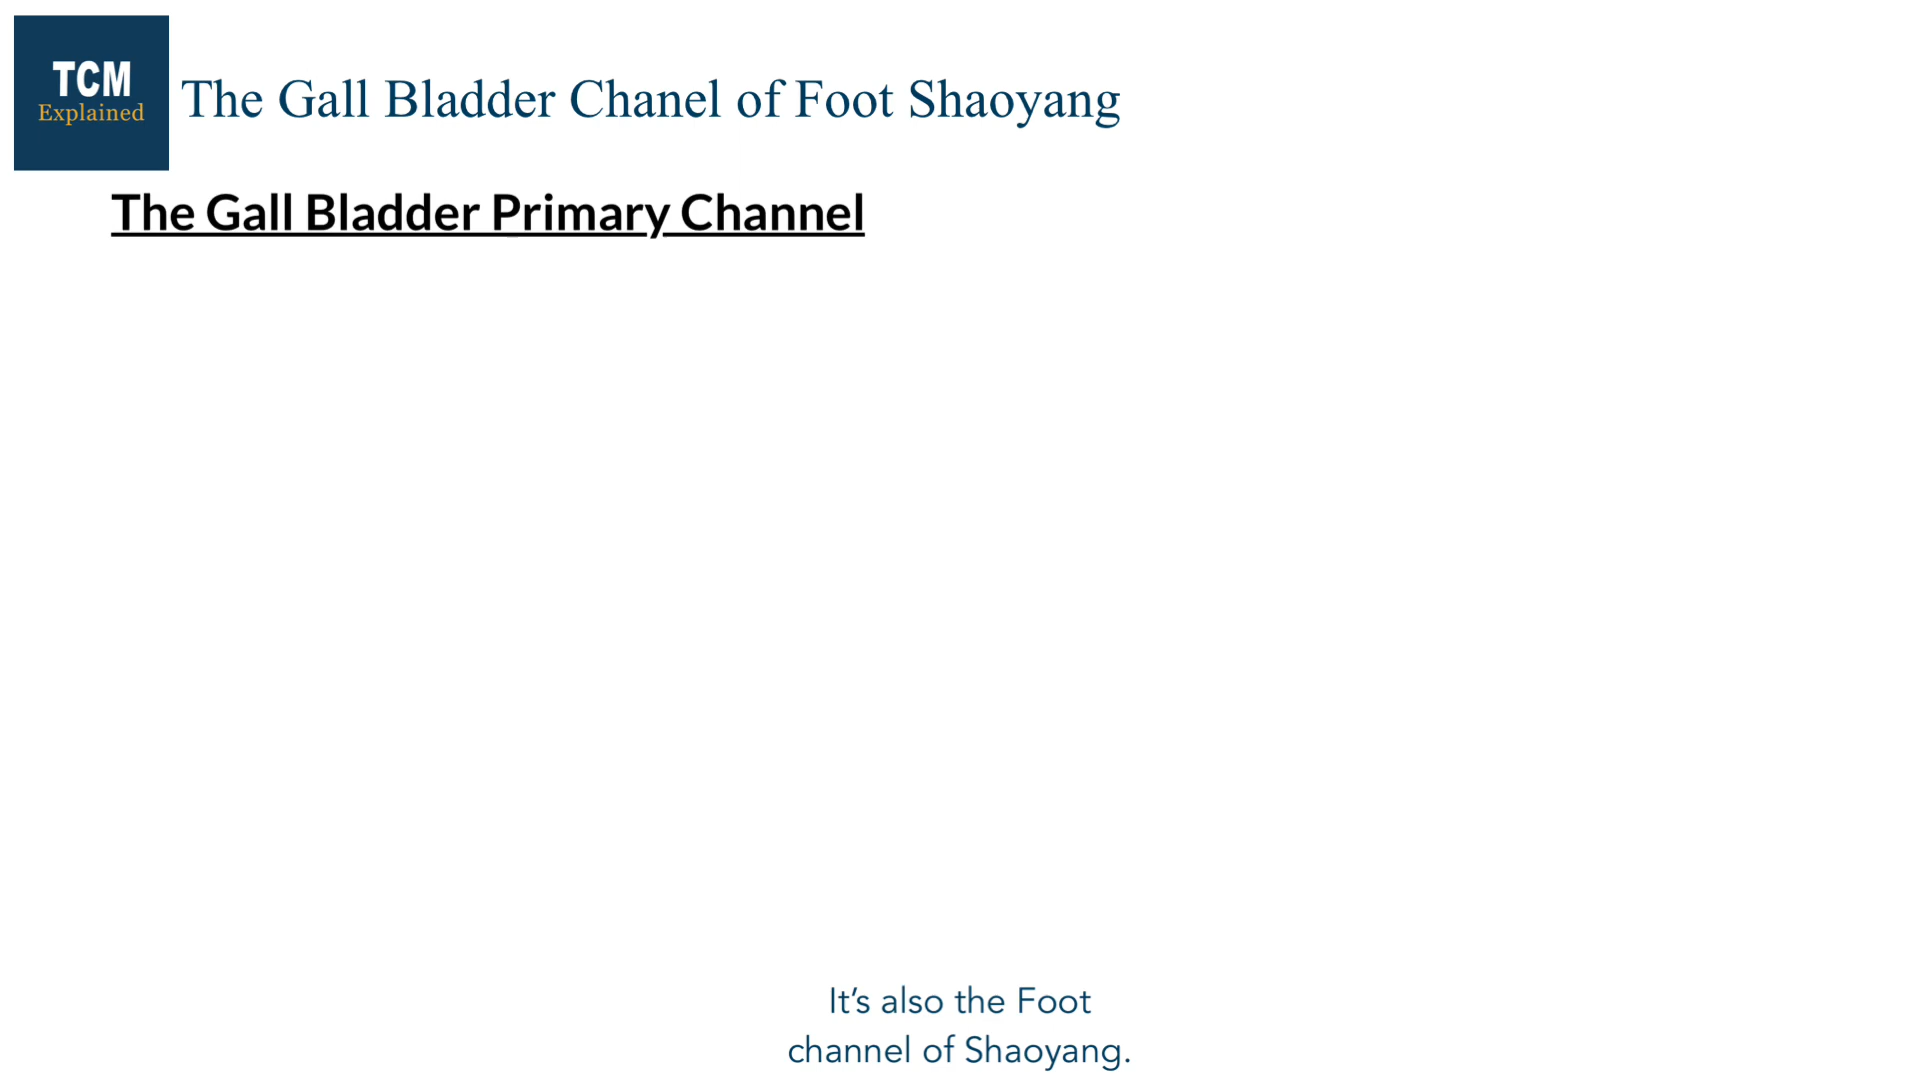 TCM
Explained
The Gall Bladder Chanel of Foot Shaoyang
The Gall Bladder Primary Channel
It’s also the Foot
channel of Shaoyang.